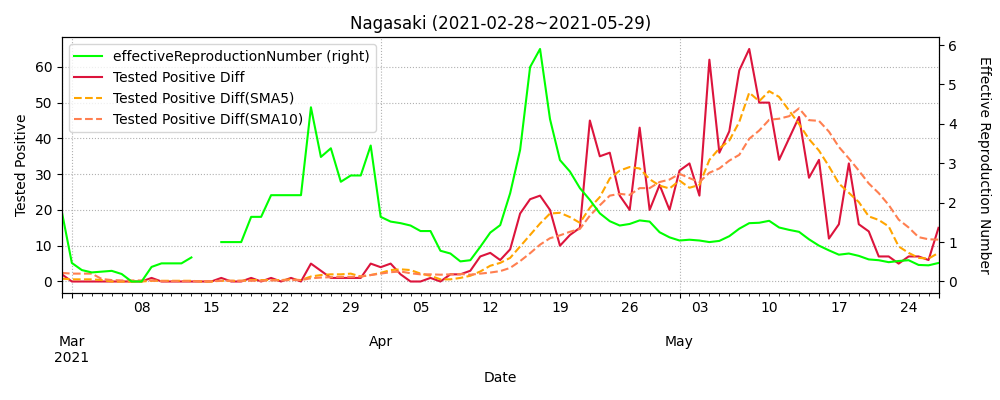 Nagasaki (2021-02-28~2021-05-29)
effectiveReproductionNumber (right)
Tested Positive Diff
Tested Positive Diff(SMA5)
Tested Positive Diff(SMA10)
Tested Positive
60
50
40
30
20
10
0
Effective Reproduction Number
6
5
4
3
2
1
0
08 15 22 29 05 12 19 26 03 10 17 24
Mar Apr May
2021
Date